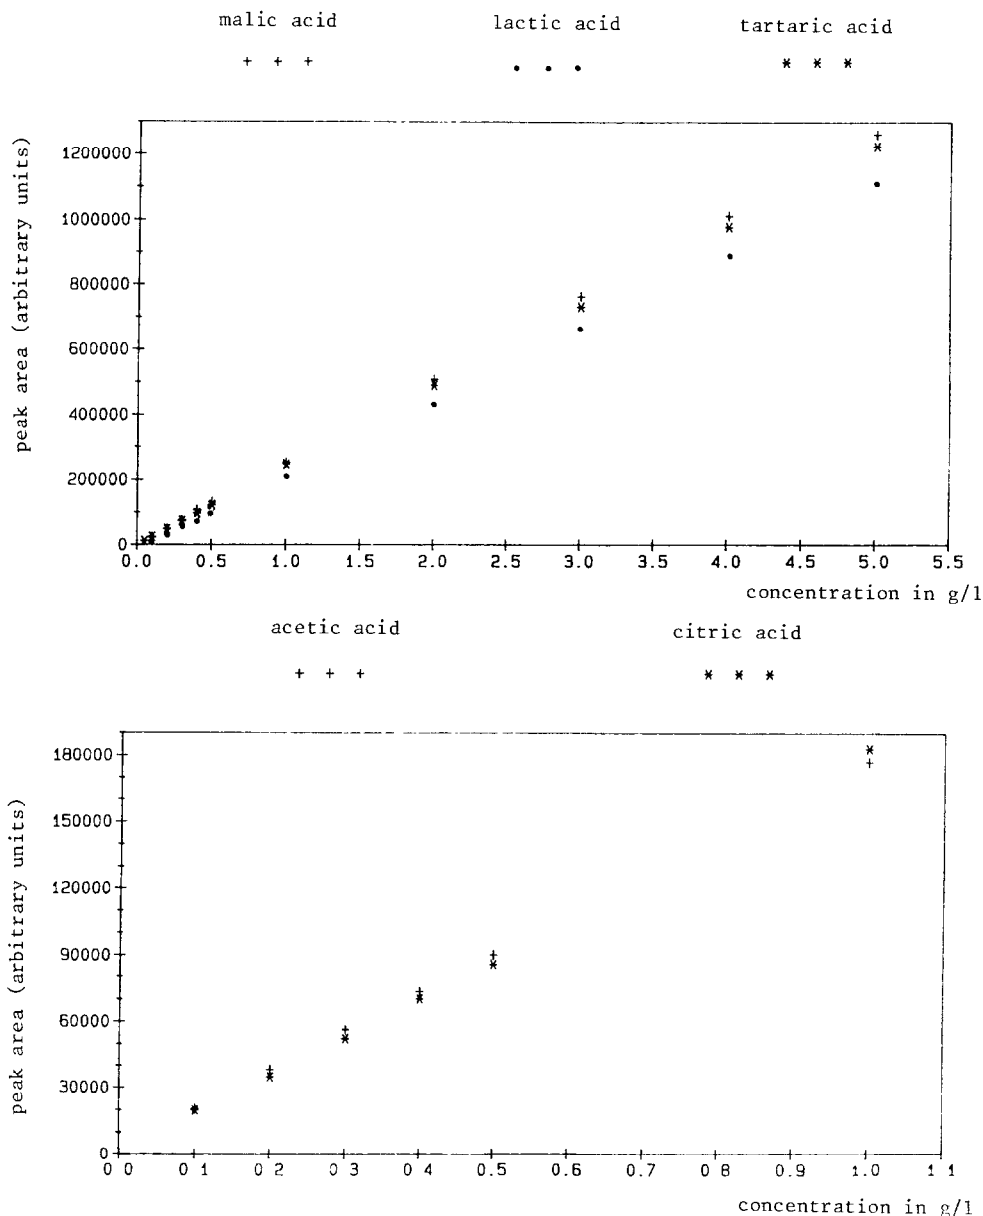 malic acid lactic acid tartaric acid
+ + + • • • * * *
peak area (arbitrary units)
1200000
1000000
800000
600000
400000
200000
0
0.0 0.5 1.0 1.5 2.0 2.5 3.0 3.5 4.0 4.5 5.0 5.5
concentration in g/l
acetic acid citric acid
+ + + * * *
peak area (arbitrary units)
180000
150000
120000
90000
60000
30000
0
0 0 0 1 0 2 0 3 0 4 0.5 0.6 0.7 0 8 0.9 1.0 1 1
concentration in g/l